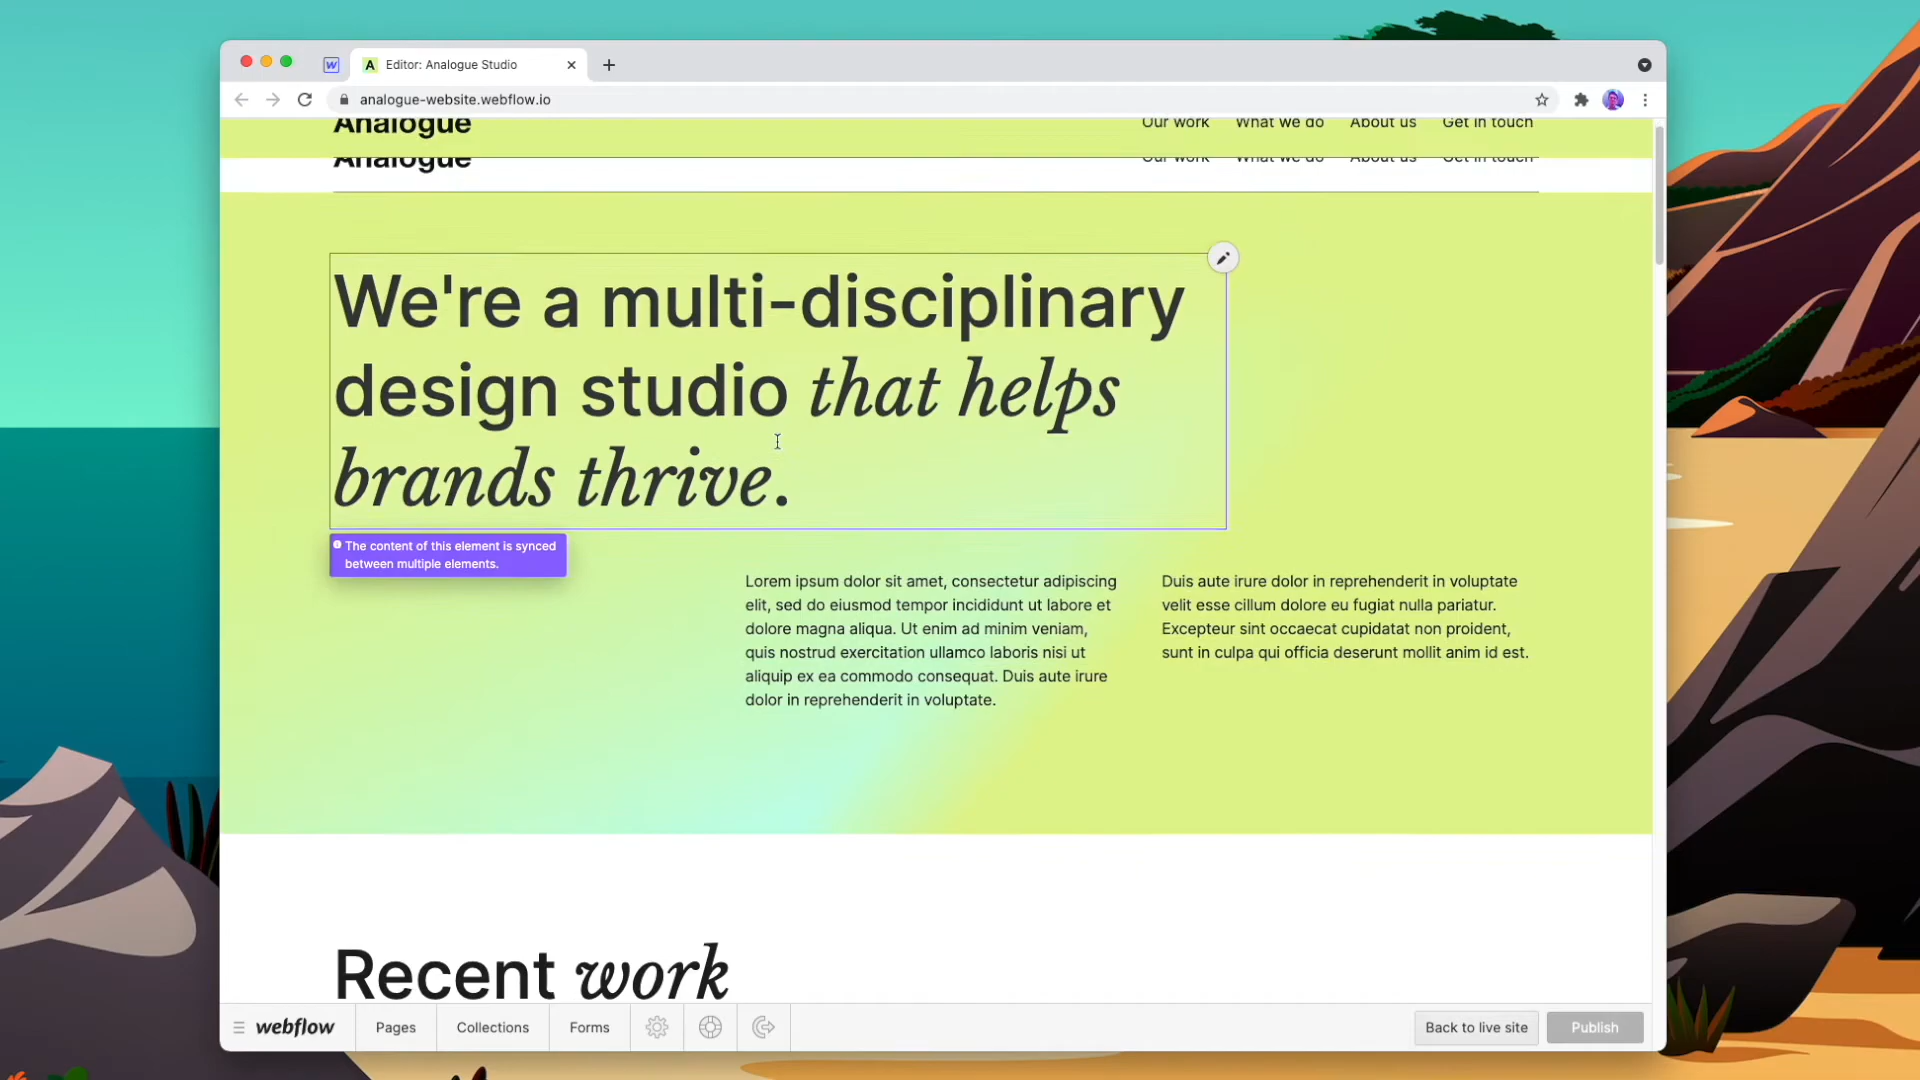 W
A Editor: Analogue Studio
analogue-website.webflow.io
Analogue Our work What we do About us Get in touch
Analogue Our work What we do About us Get in touch
We're a multi-disciplinary
design studio that helps
brands thrive.
The content of this element is synced
between multiple elements.
Lorem ipsum dolor sit amet, consectetur adipiscing
elit, sed do eiusmod tempor incididunt ut labore et
dolore magna aliqua. Ut enim ad minim veniam,
quis nostrud exercitation ullamco laboris nisi ut
aliquip ex ea commodo consequat. Duis aute irure
dolor in reprehenderit in voluptate.
Duis aute irure dolor in reprehenderit in voluptate
velit esse cillum dolore eu fugiat nulla pariatur.
Excepteur sint occaecat cupidatat non proident,
sunt in culpa qui officia deserunt mollit anim id est.
Recent work
webflow Pages Collections Forms Back to live site Publish